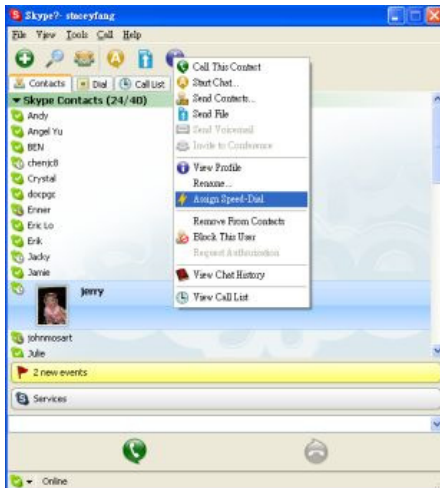 Skype?- staceyfang
File View Tools Call Help
Contacts Dial Call List
Skype Contacts (24/40)
Andy
Angel Yu
BEN
chenjc8
Crystal
docpgc
Enner
Eric Lo
Erik
Jacky
Jamie
jerry
johnmosart
Julie
2 new events
Services
Online
Call This Contact
Start Chat...
Send Contacts...
Send File
Send Voicemail
Invite to Conference
View Profile
Rename...
Assign Speed-Dial
Remove From Contacts
Block This User
Request Authorization
View Chat History
View Call List